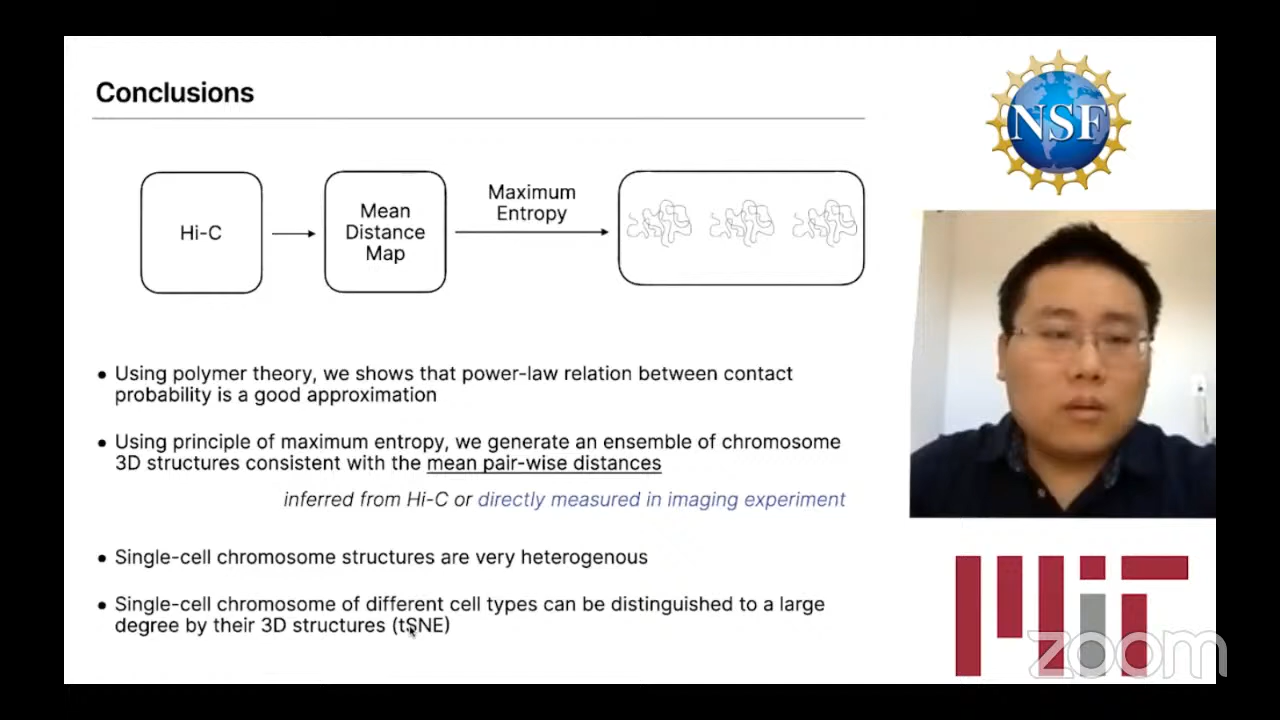 Conclusions
NSF
Hi-C
Mean
Distance
Map
Maximum
Entropy
• Using polymer theory, we shows that power-law relation between contact
probability is a good approximation
• Using principle of maximum entropy, we generate an ensemble of chromosome
3D structures consistent with the mean pair-wise distances
inferred from Hi-C or directly measured in imaging experiment
• Single-cell chromosome structures are very heterogenous
• Single-cell chromosome of different cell types can be distinguished to a large
degree by their 3D structures (tSNE)
MIT
zoom